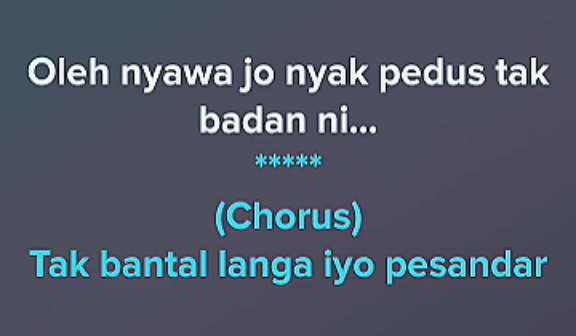 Oleh nyawa jo nyak pedus tak
badan ni...
*****
(Chorus)
Tak bantal langa iyo pesandar